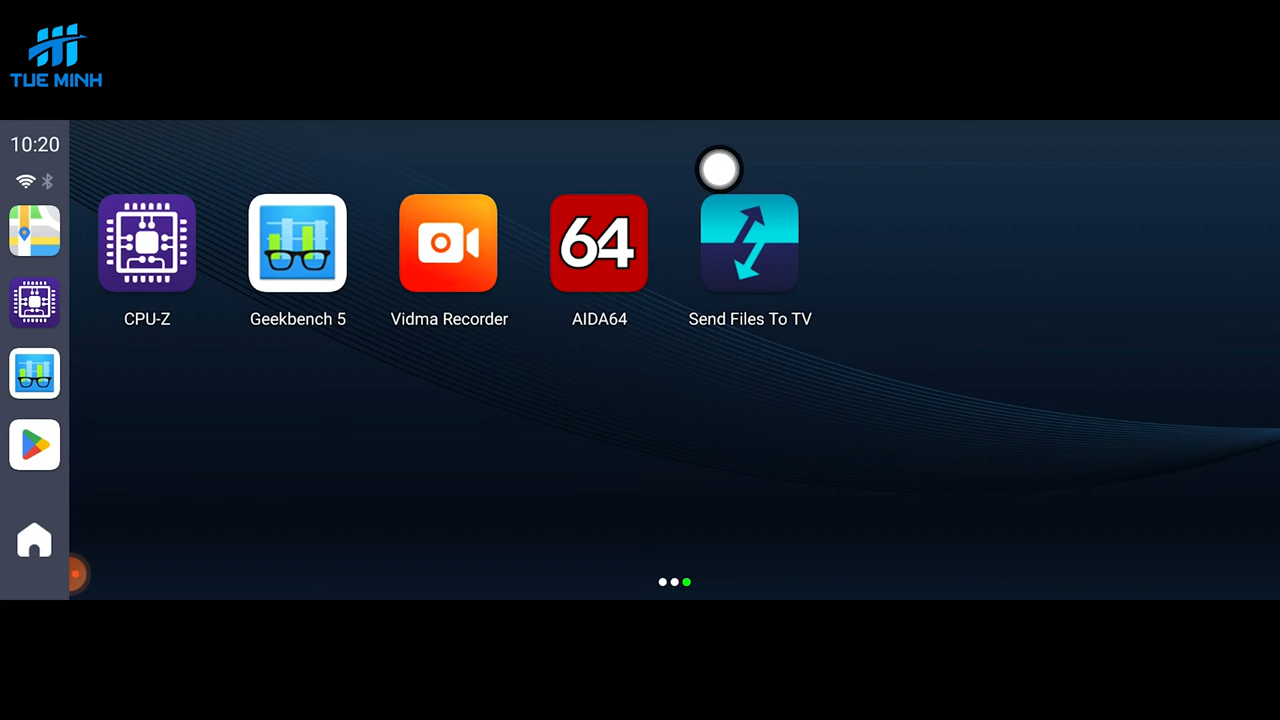 TUE MINH
10:20
64
CPU-Z
Geekbench 5
Vidma Recorder
AIDA64
Send Files To TV